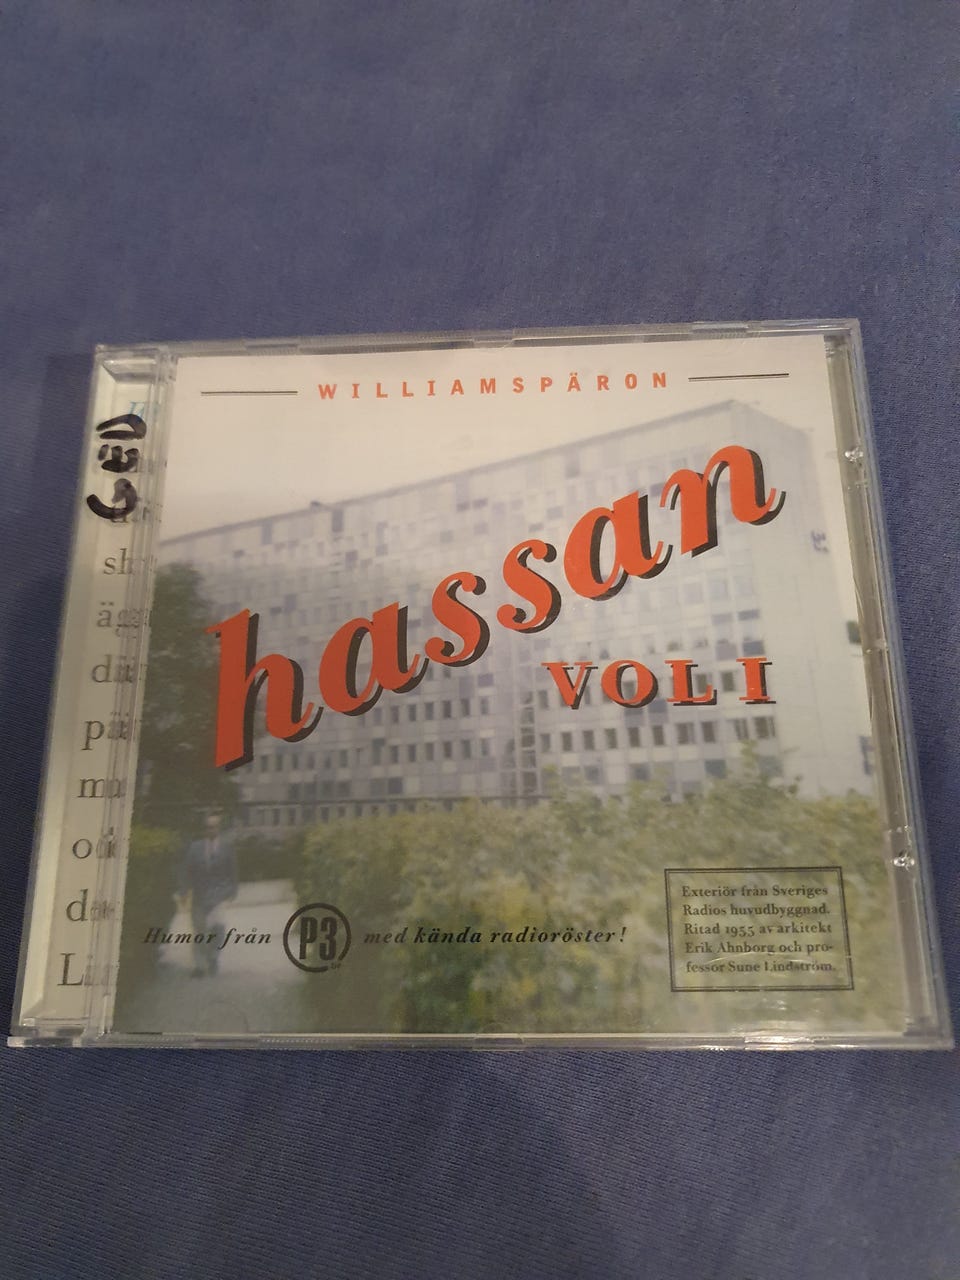 WILLIAMSPÄRON
hassan
VOL I
Humor från P3 med kända radioröster!
Exteriör från Sveriges
Radios huvudbyggnad.
Ritad 1955 av arkitekt
Erik Ahnborg och pro-
fessor Sune Lindström.